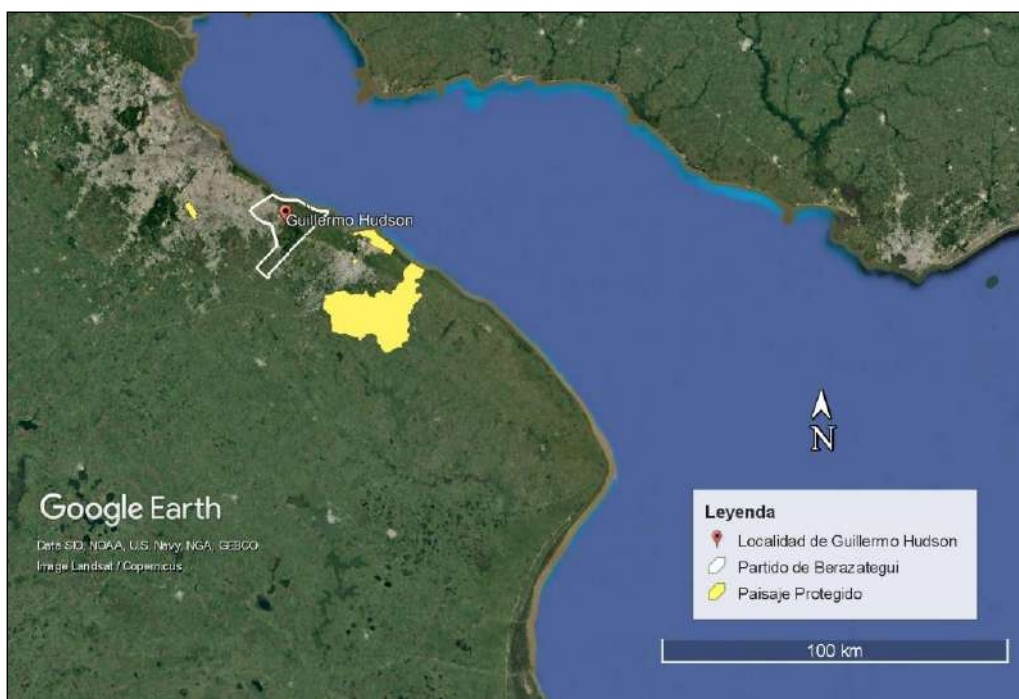 Guillermo Hudson
N
Google Earth
Data SIO, NOAA, U.S. Navy, NGA, GEBCO
Image Landsat / Copernicus
Leyenda
Localidad de Guillermo Hudson
Partido de Berazategui
Paisaje Protegido
100 km